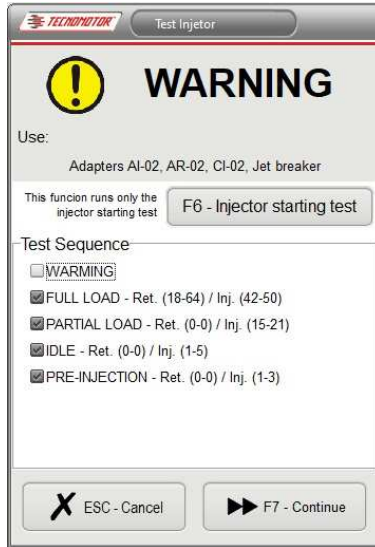 TECNOMOTOR Test Injetor
WARNING
Use:
Adapters AI-02, AR-02, CI-02, Jet breaker
This funcion runs only the
injector starting test
F6 - Injector starting test
Test Sequence
WARMING
FULL LOAD - Ret. (18-64) / Inj. (42-50)
PARTIAL LOAD - Ret. (0-0) / Inj. (15-21)
IDLE - Ret. (0-0) / Inj. (1-5)
PRE-INJECTION - Ret. (0-0) / Inj. (1-3)
ESC - Cancel
F7 - Continue